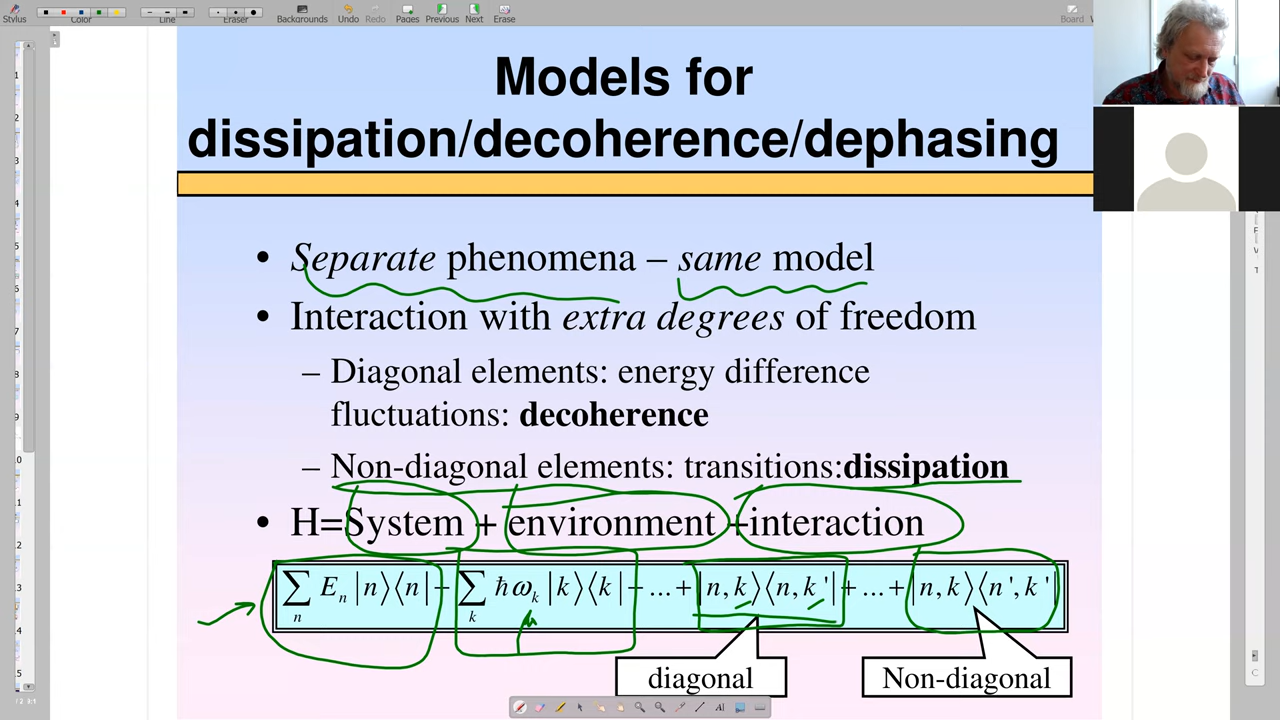 Stylus
Color
Line
Eraser
Backgrounds
Undo
Redo
Pages
Previous
Next
Erase
Board
Models for
dissipation/decoherence/dephasing
• Separate phenomena – same model
• Interaction with extra degrees of freedom
– Diagonal elements: energy difference
fluctuations: decoherence
– Non-diagonal elements: transitions:dissipation
• H=System + environment +interaction
∑ₙ Eₙ |n⟩⟨n| + ∑ₖ ħωₖ |k⟩⟨k| + ... + |n,k⟩⟨n,k'| + ... + |n,k⟩⟨n',k'|
diagonal
Non-diagonal